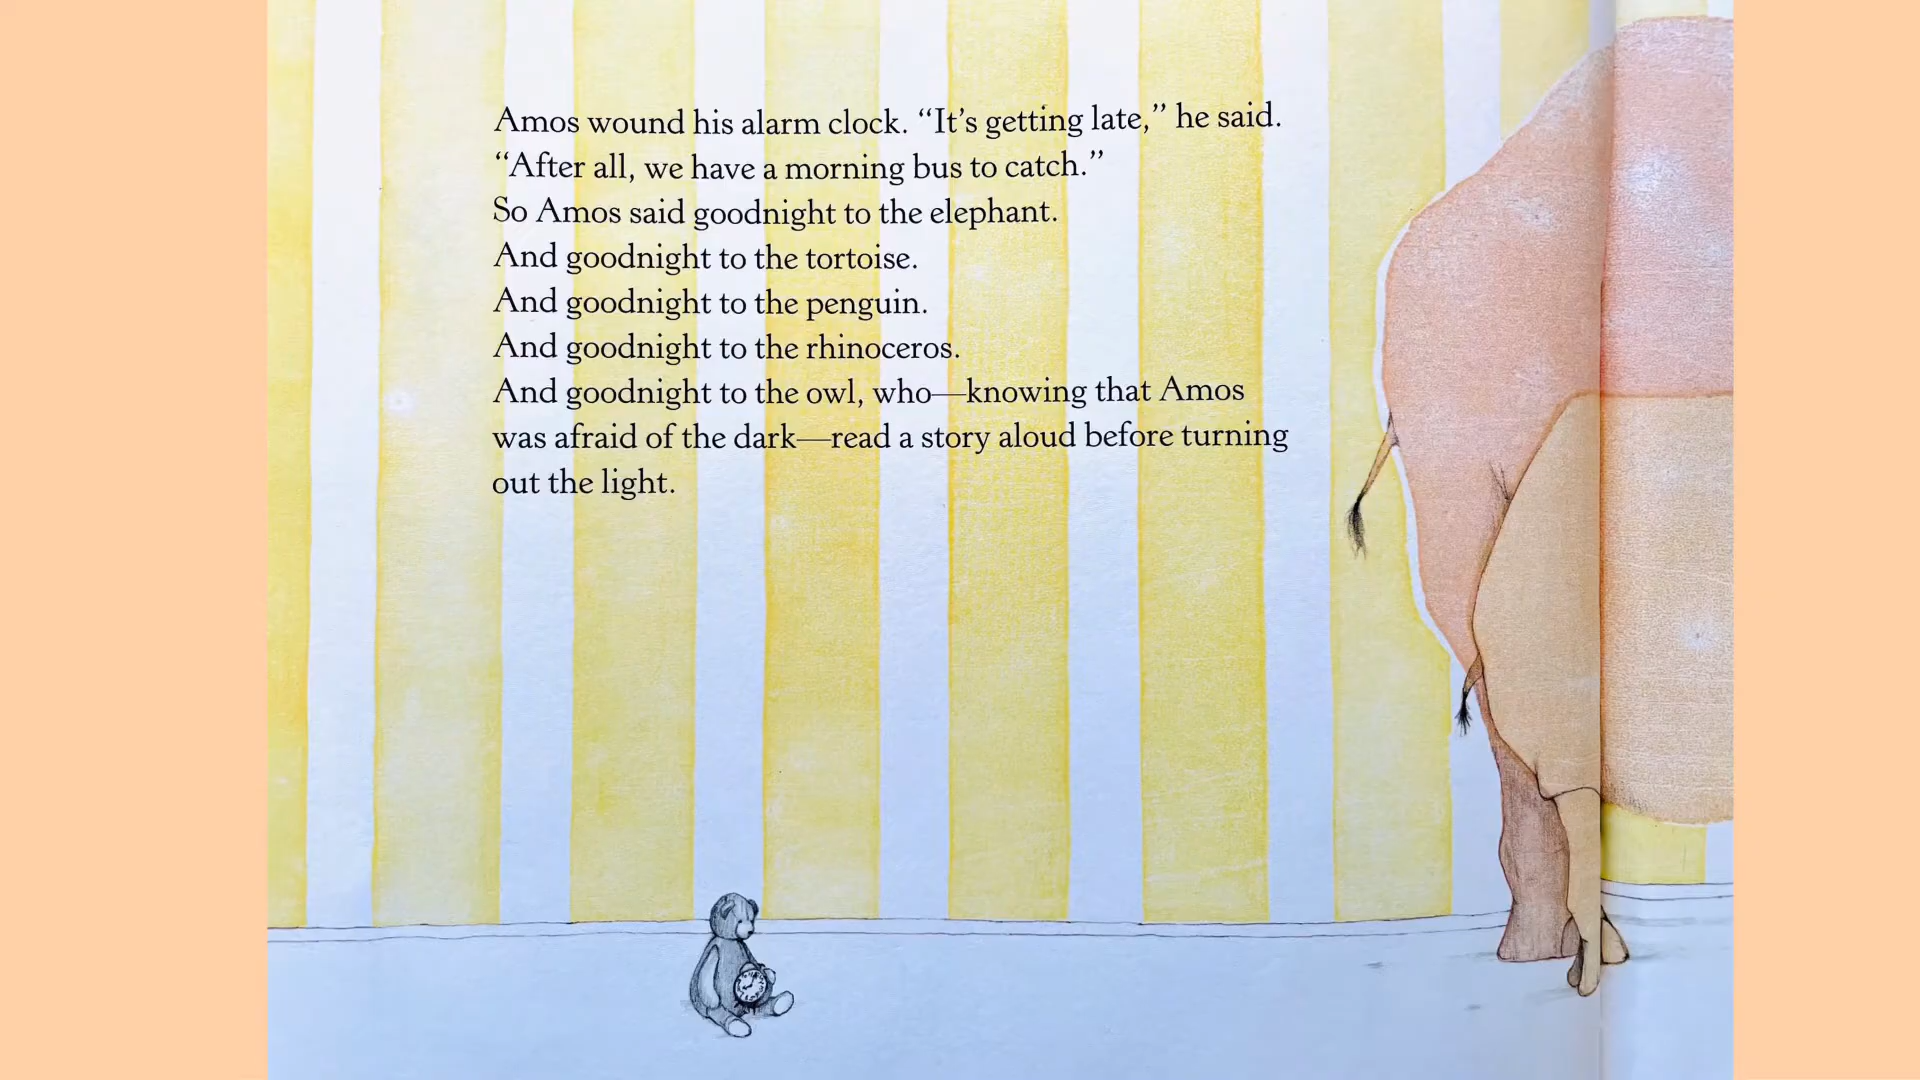 Amos wound his alarm clock. “It’s getting late,” he said.
“After all, we have a morning bus to catch.”
So Amos said goodnight to the elephant.
And goodnight to the tortoise.
And goodnight to the penguin.
And goodnight to the rhinoceros.
And goodnight to the owl, who—knowing that Amos
was afraid of the dark—read a story aloud before turning
out the light.